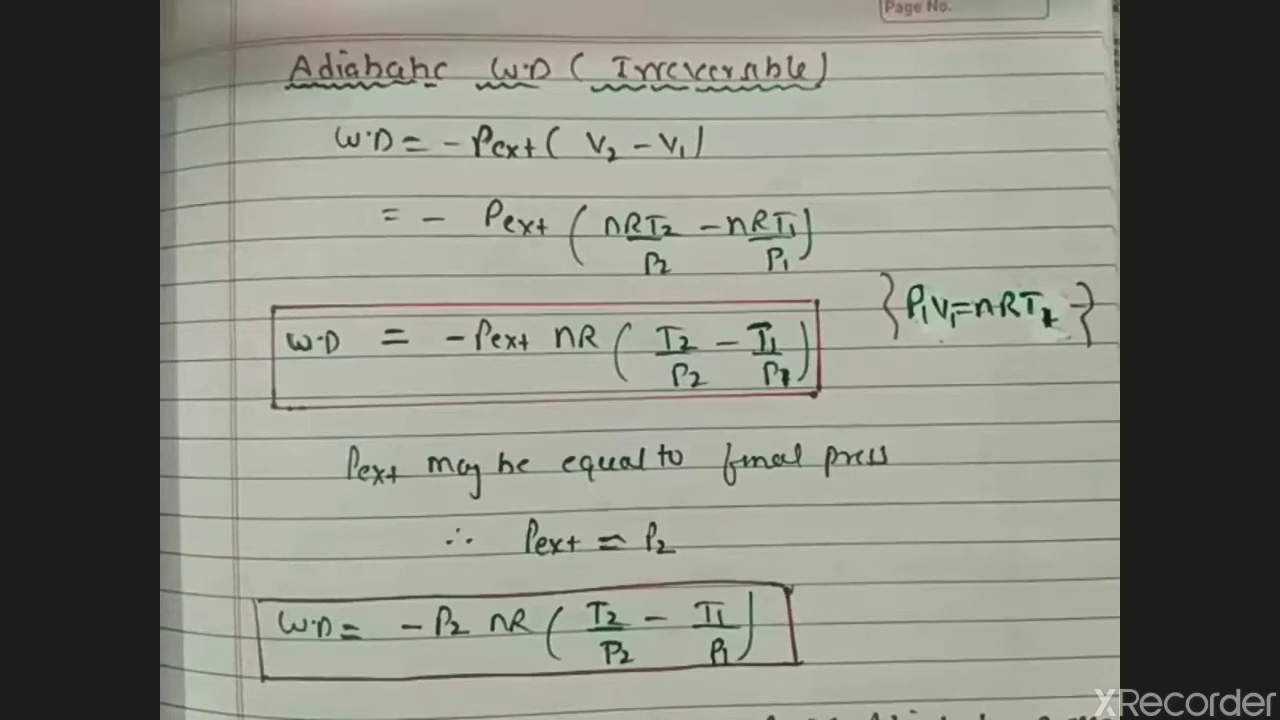 Page No.
Adiabatic W.D ( Irreversible )
W.D = - Pext ( V₂ - V₁ )
= - Pext ( nRT₂/P₂ - nRT₁/P₁ )
{ P₁V₁ = nRT₁ }
W.D = - Pext nR ( T₂/P₂ - T₁/P₁ )
Pext may be equal to final press
∴ Pext = P₂
W.D = - P₂ nR ( T₂/P₂ - T₁/P₁ )
XRecorder